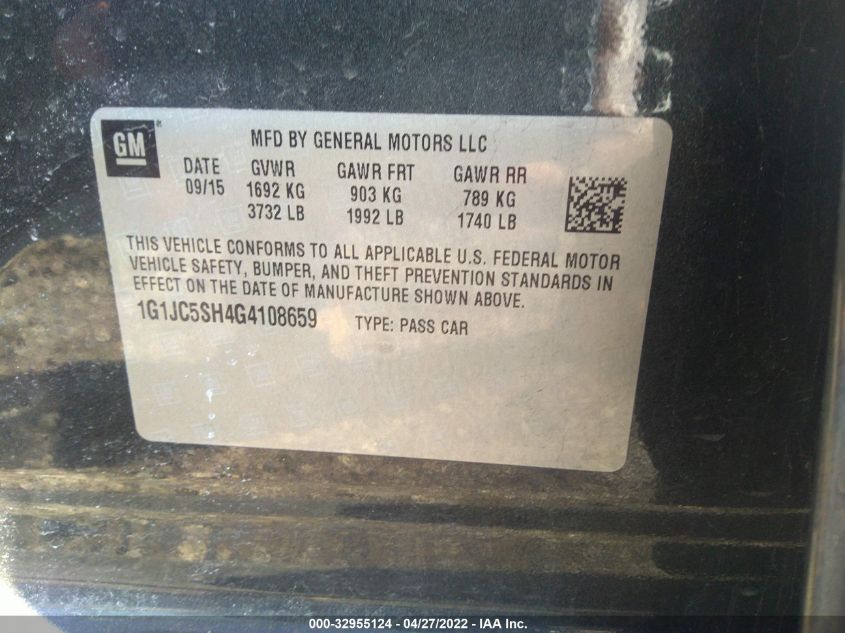 GM
MFD BY GENERAL MOTORS LLC
DATE GVWR GAWR FRT GAWR RR
09/15 1692 KG 903 KG 789 KG
3732 LB 1992 LB 1740 LB
THIS VEHICLE CONFORMS TO ALL APPLICABLE U.S. FEDERAL MOTOR
VEHICLE SAFETY, BUMPER, AND THEFT PREVENTION STANDARDS IN
EFFECT ON THE DATE OF MANUFACTURE SHOWN ABOVE.
1G1JC5SH4G4108659 TYPE: PASS CAR
000-32955124 - 04/27/2022 - IAA Inc.